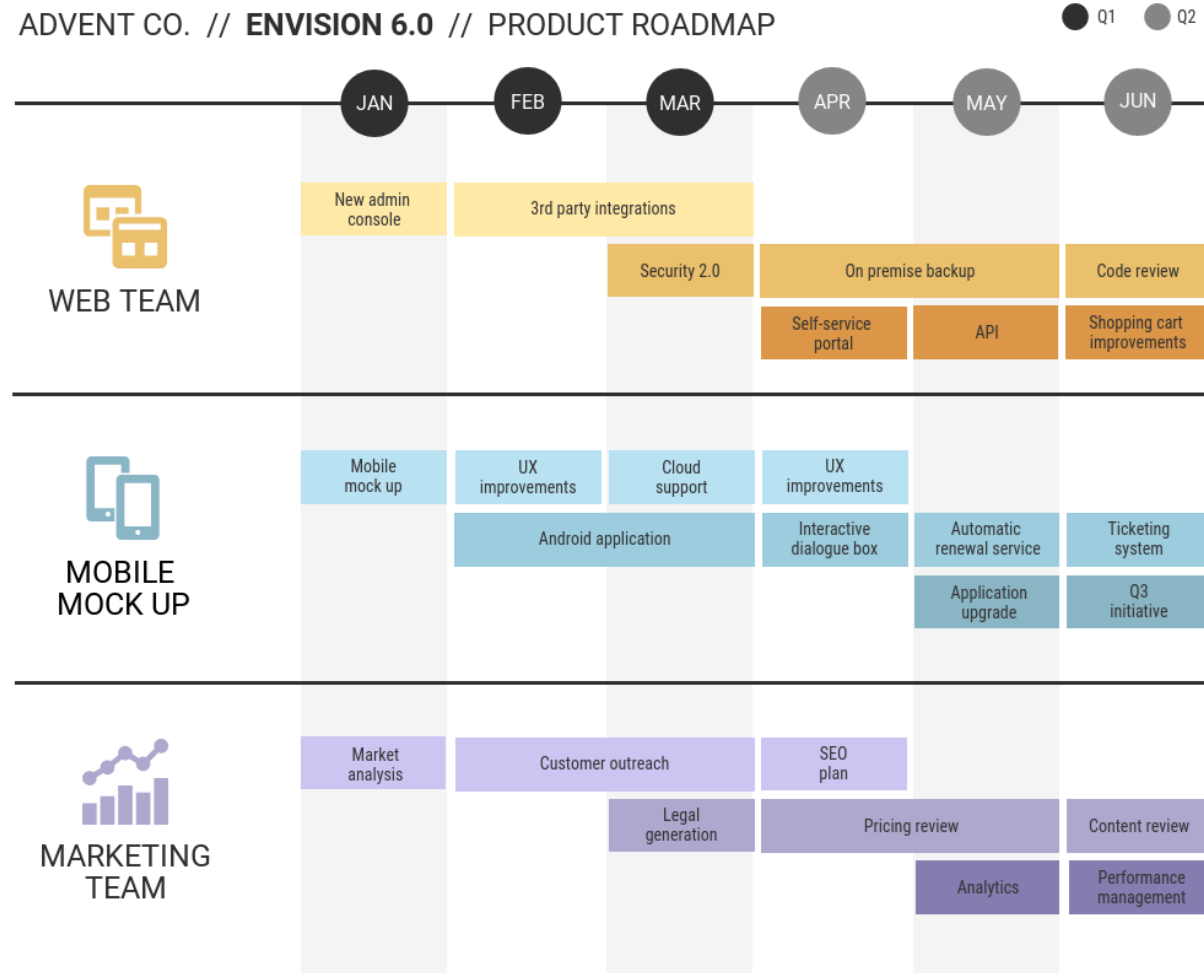 ADVENT CO. // ENVISION 6.0 // PRODUCT ROADMAP
Q1
Q2
JAN
FEB
MAR
APR
MAY
JUN
WEB TEAM
New admin
console
3rd party integrations
Security 2.0
On premise backup
Code review
Self-service
portal
API
Shopping cart
improvements
MOBILE
MOCK UP
Mobile
mock up
UX
improvements
Cloud
support
UX
improvements
Android application
Interactive
dialogue box
Automatic
renewal service
Ticketing
system
Application
upgrade
Q3
initiative
MARKETING
TEAM
Market
analysis
Customer outreach
SEO
plan
Legal
generation
Pricing review
Content review
Analytics
Performance
management